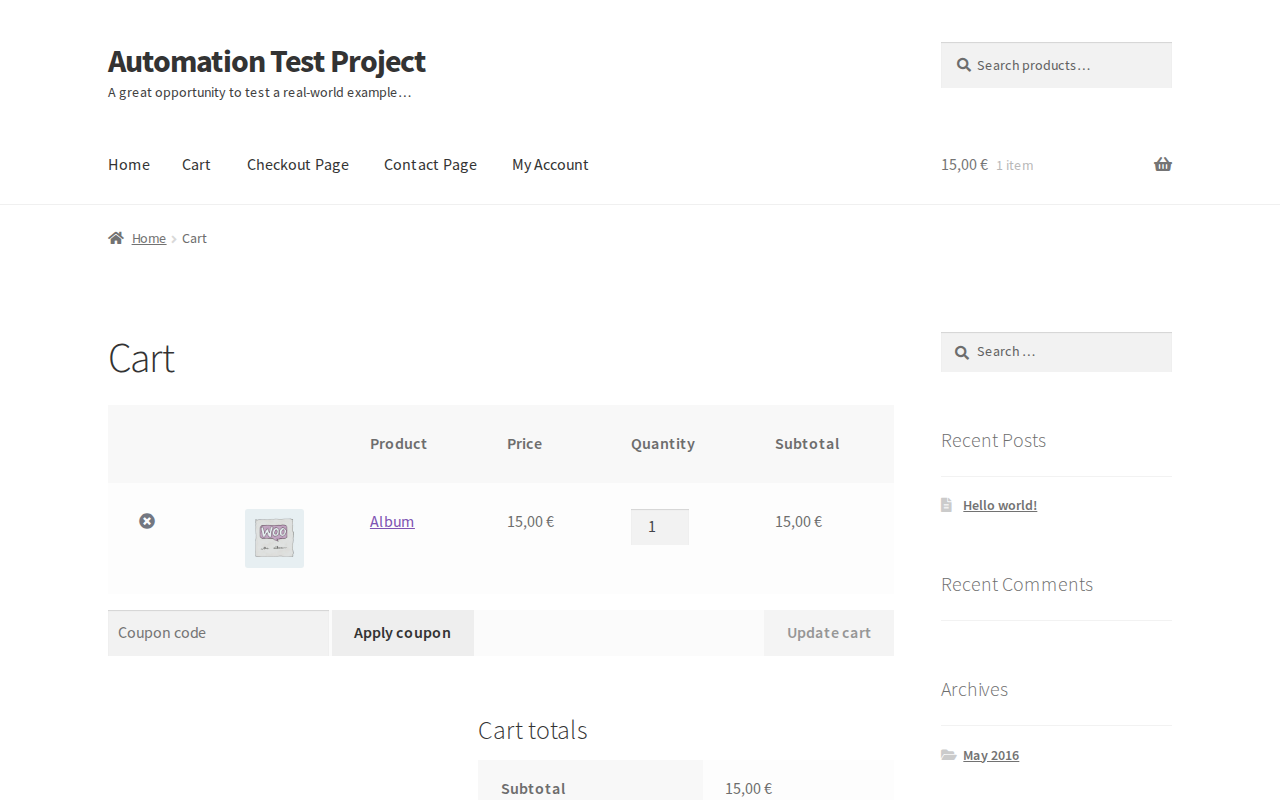 Automation Test Project
A great opportunity to test a real-world example…
Search products…
Home Cart Checkout Page Contact Page My Account
15,00 € 1 item
Home Cart
Cart
Product Price Quantity Subtotal
WOO
Album 15,00 € 1 15,00 €
Coupon code Apply coupon Update cart
Cart totals
Subtotal 15,00 €
Search …
Recent Posts
Hello world!
Recent Comments
Archives
May 2016